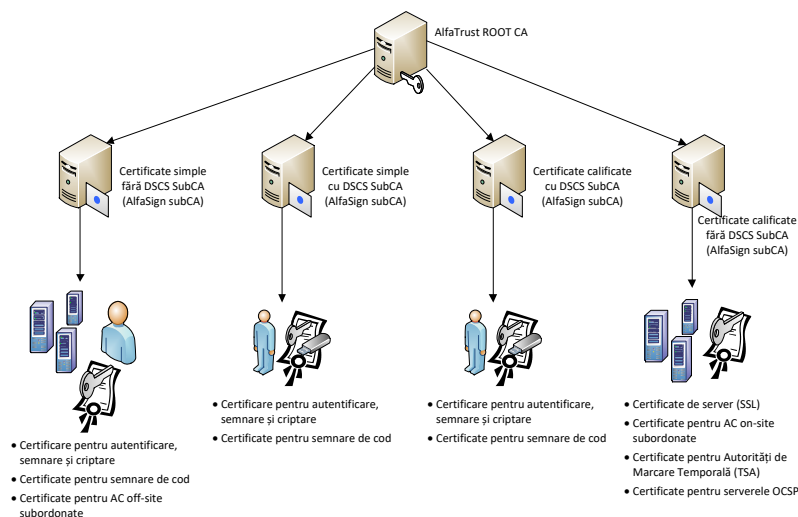 AlfaTrust ROOT CA
Certificate simple
fără DSCS SubCA
(AlfaSign subCA)
Certificate simple
cu DSCS SubCA
(AlfaSign subCA)
Certificate calificate
cu DSCS SubCA
(AlfaSign subCA)
Certificate calificate
fără DSCS SubCA
(AlfaSign subCA)
• Certificare pentru autentificare,
semnare și criptare
• Certificate pentru semnare de cod
• Certificate pentru AC off-site
subordonate
• Certificare pentru autentificare,
semnare și criptare
• Certificate pentru semnare de cod
• Certificare pentru autentificare,
semnare și criptare
• Certificate pentru semnare de cod
• Certificate de server (SSL)
• Certificate pentru AC on-site
subordonate
• Certificate pentru Autorități de
Marcare Temporală (TSA)
• Certificate pentru serverele OCSP